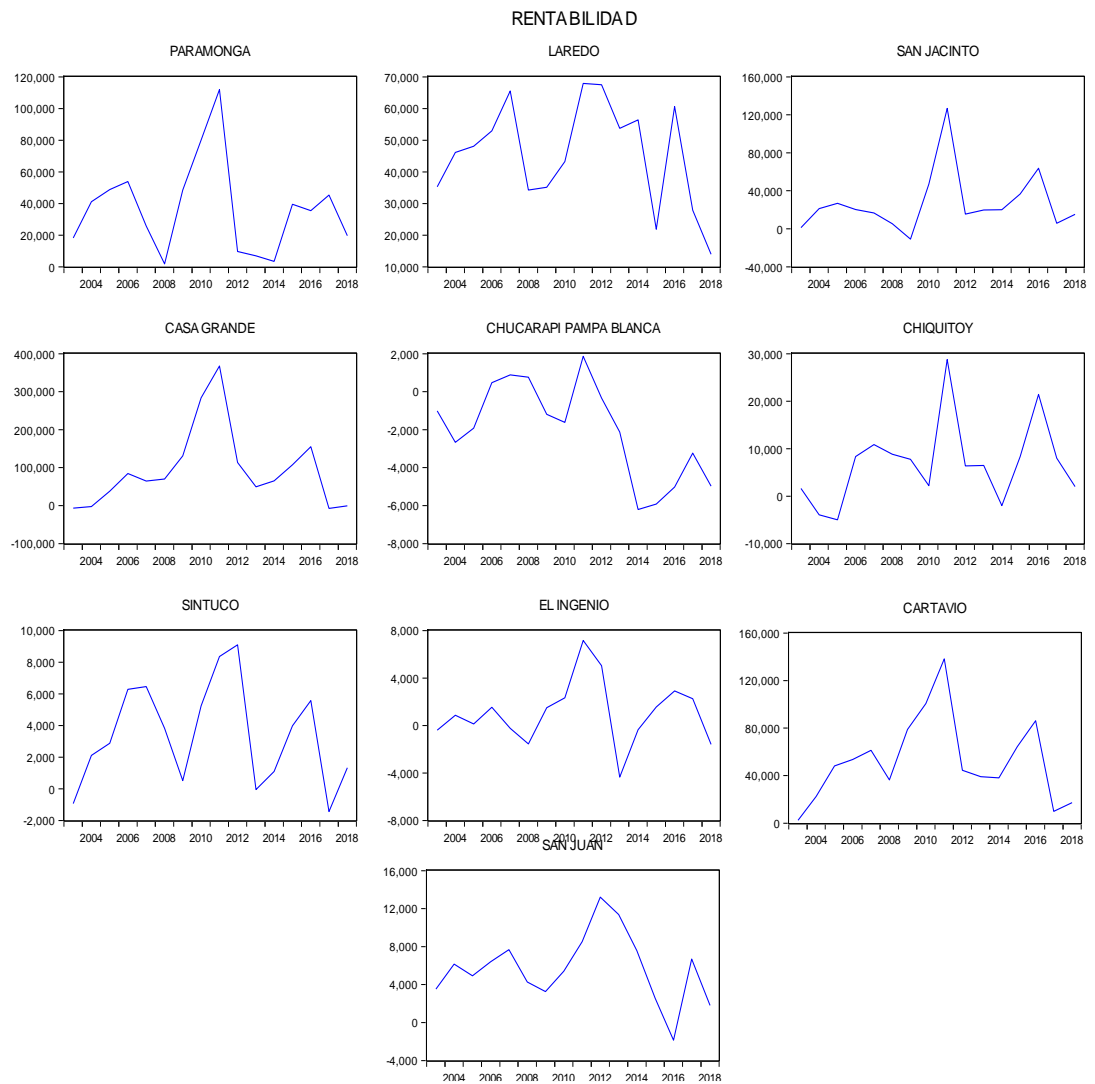 RENTABILIDAD
PARAMONGA
120,000
100,000
80,000
60,000
40,000
20,000
0
2004 2006 2008 2010 2012 2014 2016 2018
LAREDO
70,000
60,000
50,000
40,000
30,000
20,000
10,000
2004 2006 2008 2010 2012 2014 2016 2018
SAN JACINTO
160,000
120,000
80,000
40,000
0
-40,000
2004 2006 2008 2010 2012 2014 2016 2018
CASA GRANDE
400,000
300,000
200,000
100,000
0
-100,000
2004 2006 2008 2010 2012 2014 2016 2018
CHUCARAPI PAMPA BLANCA
2,000
0
-2,000
-4,000
-6,000
-8,000
2004 2006 2008 2010 2012 2014 2016 2018
CHIQUITOY
30,000
20,000
10,000
0
-10,000
2004 2006 2008 2010 2012 2014 2016 2018
SINTUCO
10,000
8,000
6,000
4,000
2,000
0
-2,000
2004 2006 2008 2010 2012 2014 2016 2018
EL INGENIO
8,000
4,000
0
-4,000
-8,000
2004 2006 2008 2010 2012 2014 2016 2018
CARTAVIO
160,000
120,000
80,000
40,000
0
2004 2006 2008 2010 2012 2014 2016 2018
SAN JUAN
16,000
12,000
8,000
4,000
0
-4,000
2004 2006 2008 2010 2012 2014 2016 2018